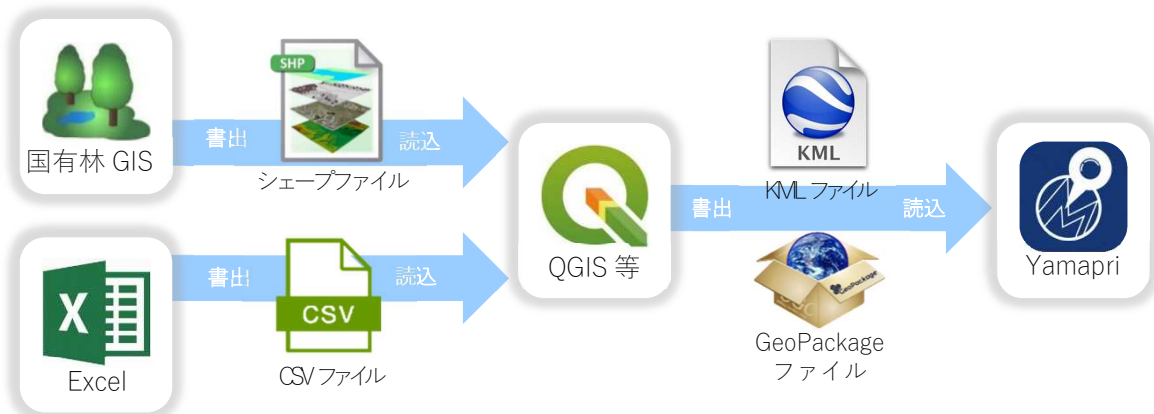 国有林 GIS
書出
SHP
読込
シェープファイル
Excel
書出
CSV
読込
CSV ファイル
QGIS 等
書出
KML
KML ファイル
読込
GeoPackage
GeoPackage
ファイル
Yamapri